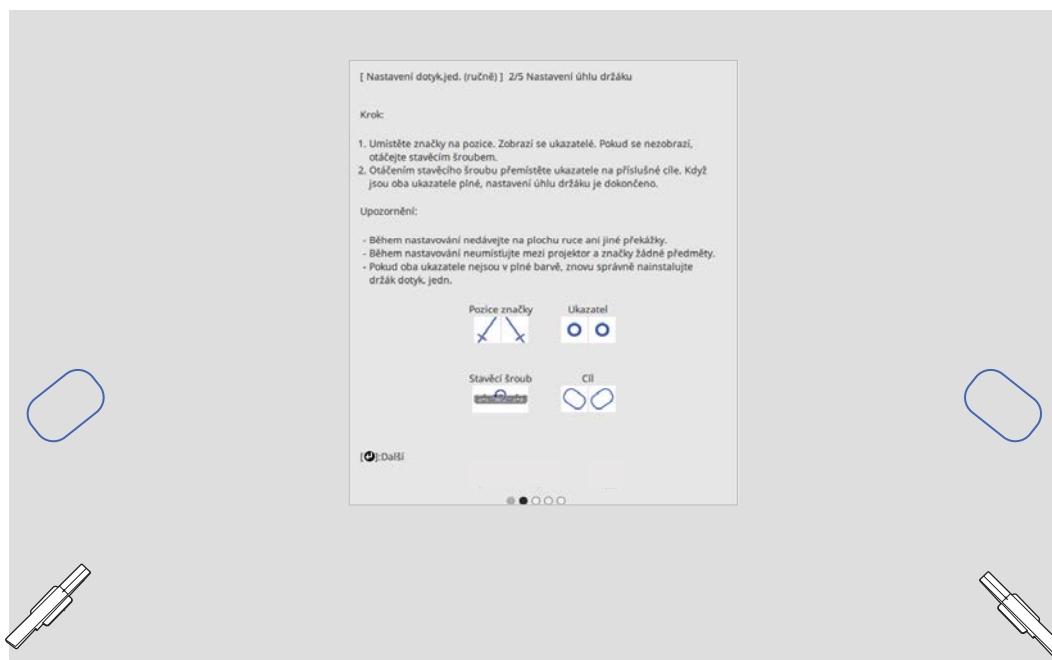 [ Nastavení dotyk.jed. (ručně) ] 2/5 Nastavení úhlu držáku
Krok:
1. Umístěte značky na pozice. Zobrazí se ukazatelé. Pokud se nezobrazí,
otáčejte stavěcím šroubem.
2. Otáčením stavěcího šroubu přemístěte ukazatele na příslušné cíle. Když
jsou oba ukazatele plné, nastavení úhlu držáku je dokončeno.
Upozornění:
- Během nastavování nedávejte na plochu ruce ani jiné překážky.
- Během nastavování neumisťujte mezi projektor a značky žádné předměty.
- Pokud oba ukazatele nejsou v plné barvě, znovu správně nainstalujte
držák dotyk. jedn.
Pozice značky Ukazatel
Stavěcí šroub Cíl
[ ]:Další